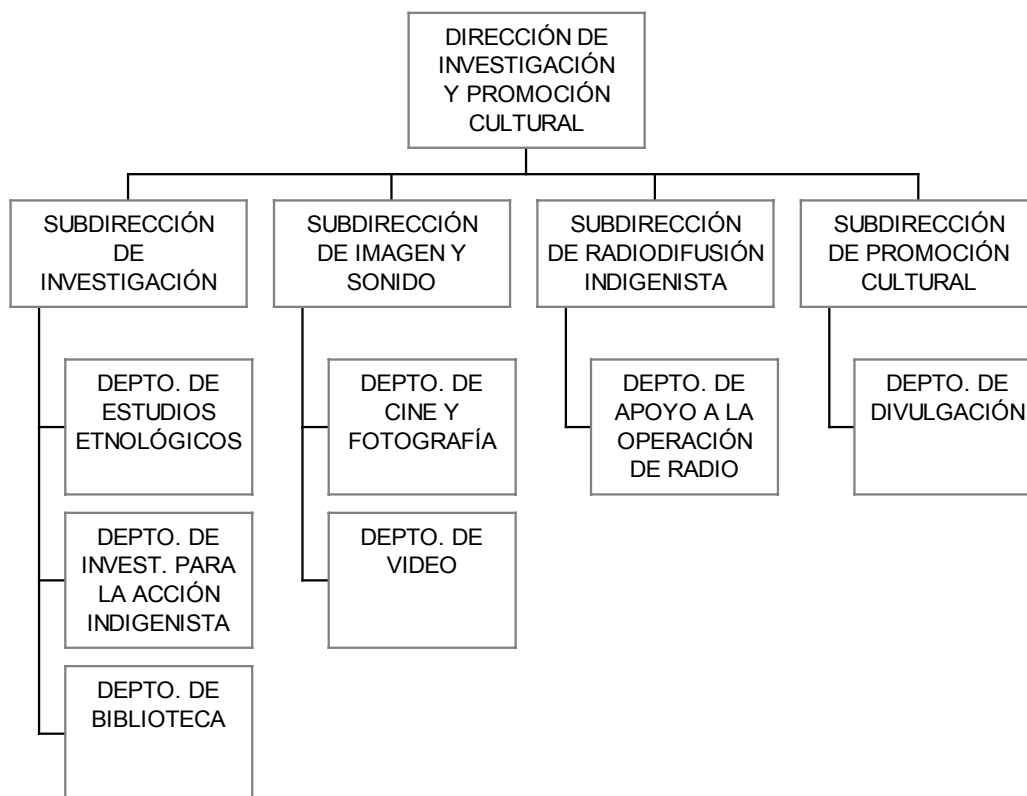 DIRECCIÓN DE
INVESTIGACIÓN
Y PROMOCIÓN
CULTURAL
SUBDIRECCIÓN
DE
INVESTIGACIÓN
SUBDIRECCIÓN
DE IMAGEN Y
SONIDO
SUBDIRECCIÓN
DE RADIODIFUSIÓN
INDIGENISTA
SUBDIRECCIÓN
DE PROMOCIÓN
CULTURAL
DEPTO. DE
ESTUDIOS
ETNOLÓGICOS
DEPTO. DE
CINE Y
FOTOGRAFÍA
DEPTO. DE
APOYO A LA
OPERACIÓN
DE RADIO
DEPTO. DE
DIVULGACIÓN
DEPTO. DE
INVEST. PARA
LA ACCIÓN
INDIGENISTA
DEPTO. DE
VIDEO
DEPTO. DE
BIBLIOTECA